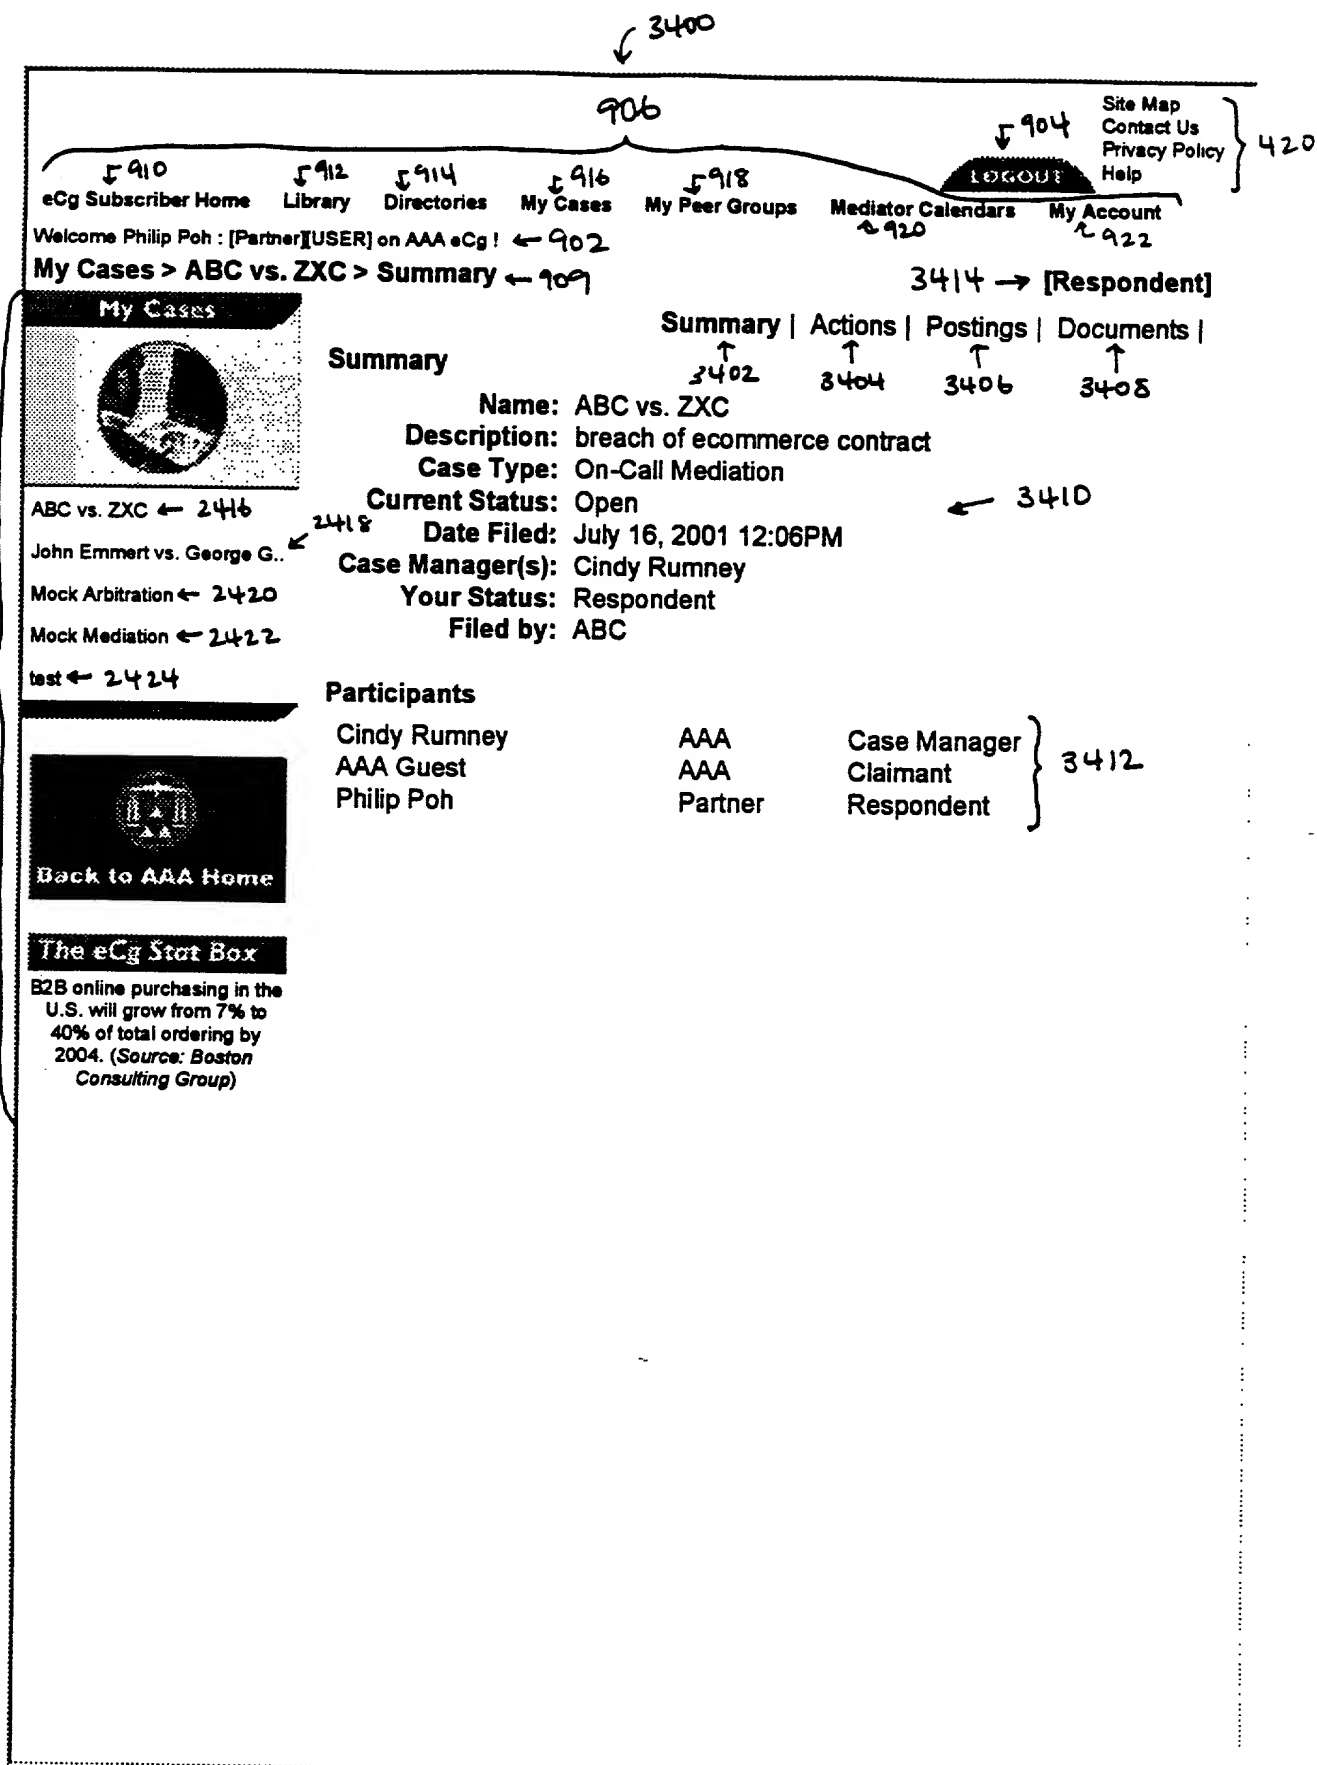 3400
906
904
Site Map
Contact Us
Privacy Policy
Help
420
LOGOUT
910 912 914 916 918
eCg Subscriber Home Library Directories My Cases My Peer Groups Mediator Calendars My Account
920 922
Welcome Philip Poh : [Partner][USER] on AAA eCg ! ← 902
My Cases > ABC vs. ZXC > Summary ← 909
3414 → [Respondent]
My Cases
Summary | Actions | Postings | Documents |
3402 3404 3406 3408
Summary
Name: ABC vs. ZXC
Description: breach of ecommerce contract
Case Type: On-Call Mediation
Current Status: Open
← 3410
Date Filed: July 16, 2001 12:06PM
Case Manager(s): Cindy Rumney
Your Status: Respondent
Filed by: ABC
ABC vs. ZXC ← 2416
2418
John Emmert vs. George G..
Mock Arbitration ← 2420
Mock Mediation ← 2422
test ← 2424
Participants
Cindy Rumney AAA Case Manager
AAA Guest AAA Claimant
Philip Poh Partner Respondent
3412
Back to AAA Home
The eCg Stat Box
B2B online purchasing in the
U.S. will grow from 7% to
40% of total ordering by
2004. (Source: Boston
Consulting Group)